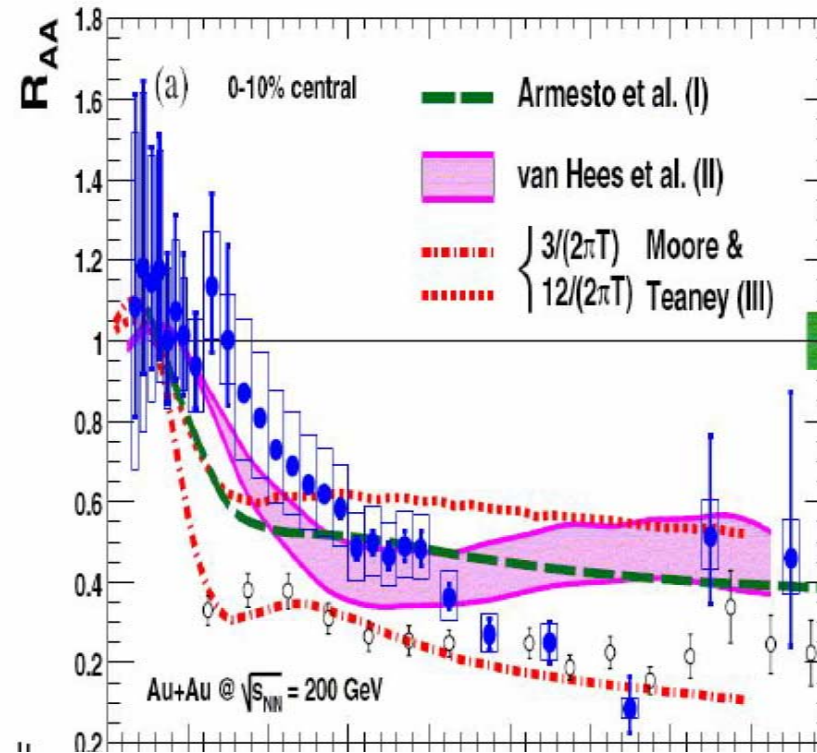 R_AA
1.8
1.6
1.4
1.2
1
0.8
0.6
0.4
0.2
0.2
(a)
0-10% central
Armesto et al. (I)
van Hees et al. (II)
3/(2πT) Moore &
12/(2πT) Teaney (III)
Au+Au @ √s_NN = 200 GeV